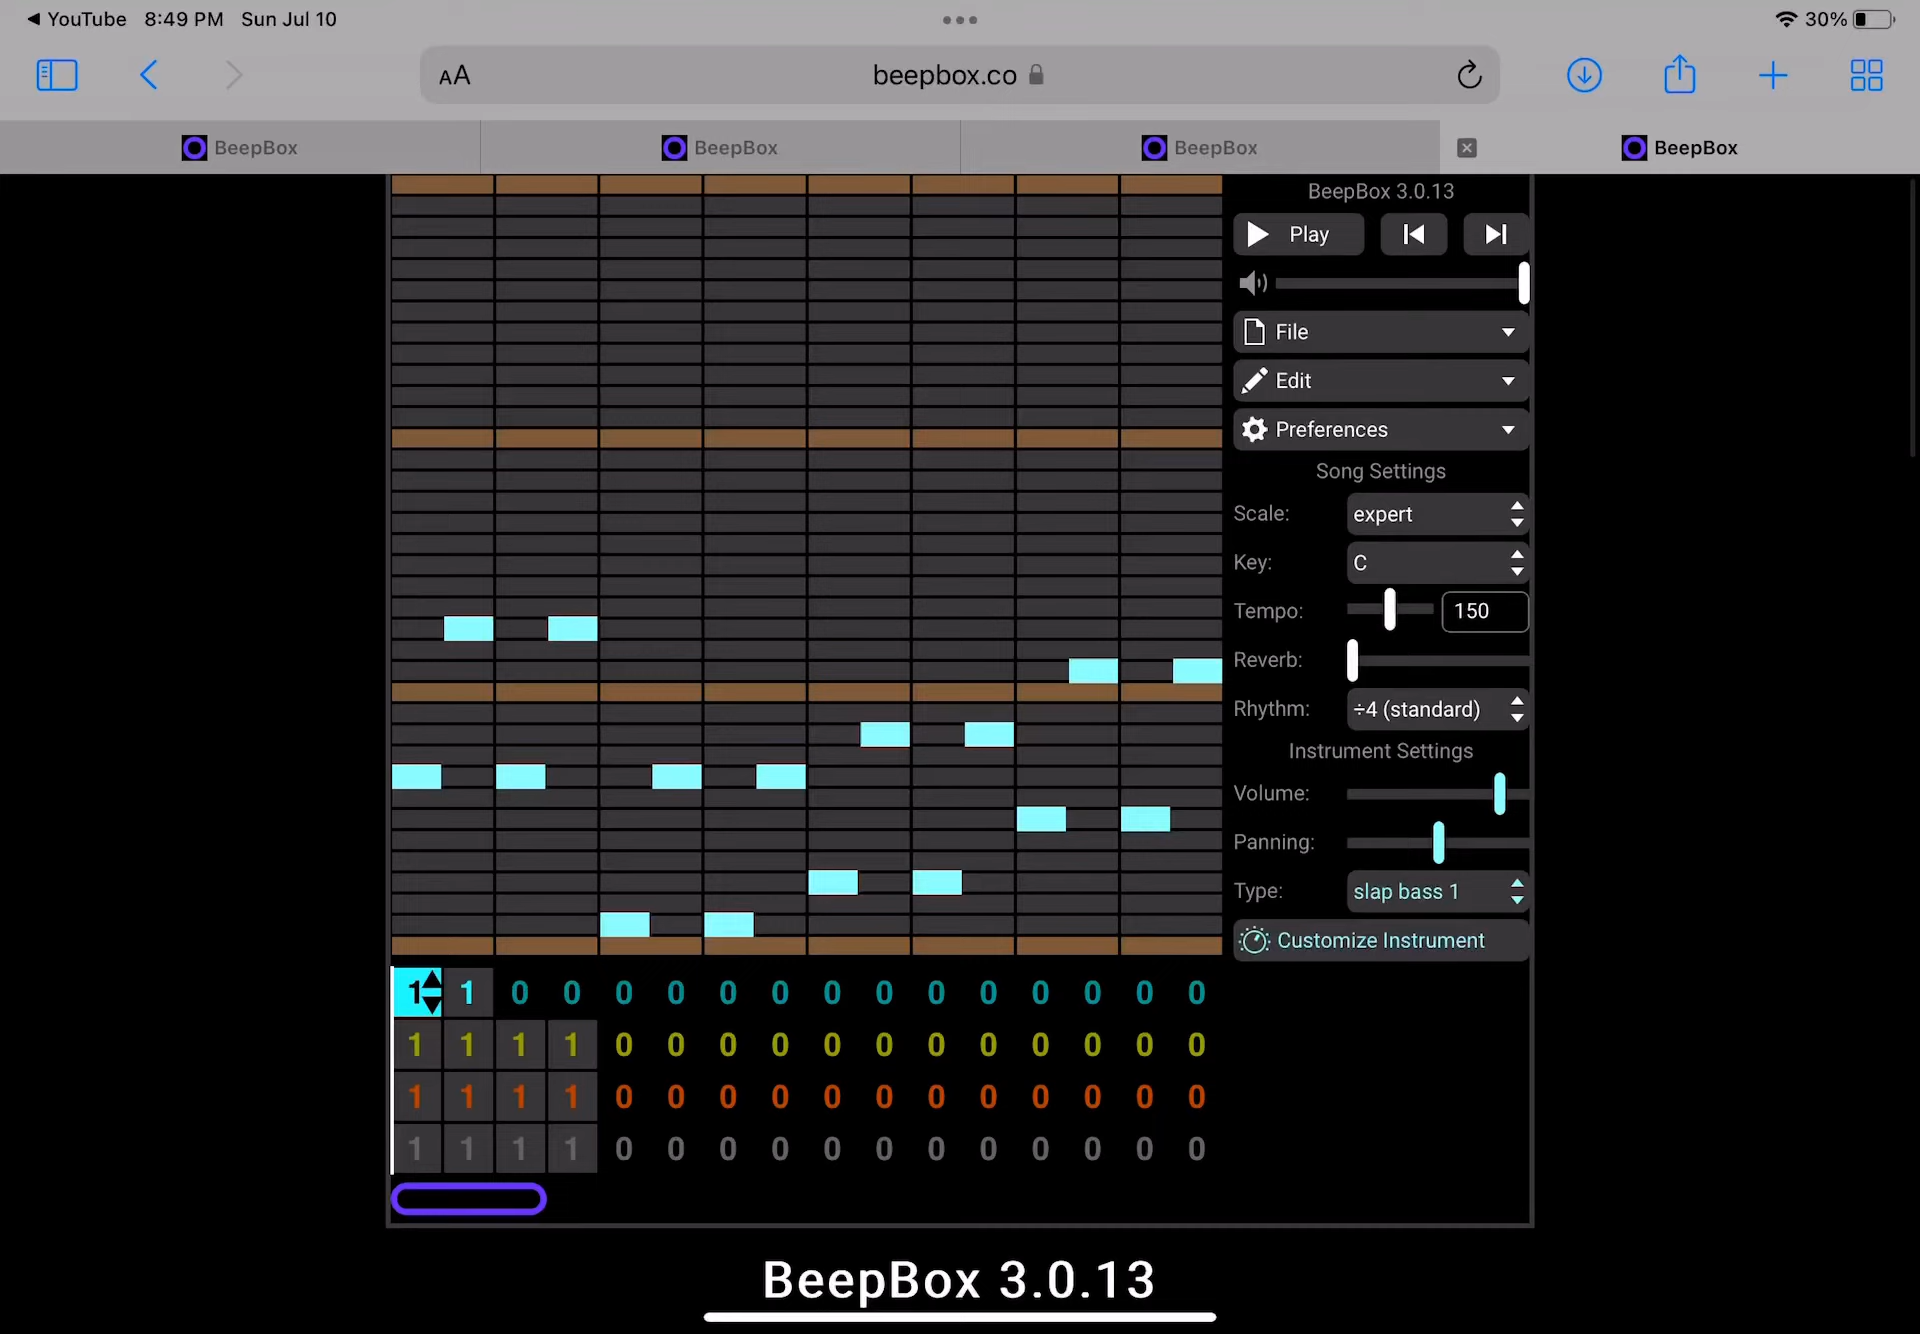 YouTube 8:49 PM Sun Jul 10 30%
AA beepbox.co
BeepBox BeepBox BeepBox BeepBox
BeepBox 3.0.13
Play
File
Edit
Preferences
Song Settings
Scale: expert
Key: C
Tempo: 150
Reverb:
Rhythm: ÷4 (standard)
Instrument Settings
Volume:
Panning:
Type: slap bass 1
Customize Instrument
1 1 0 0 0 0 0 0 0 0 0 0 0 0 0 0
1 1 1 1 0 0 0 0 0 0 0 0 0 0 0 0
1 1 1 1 0 0 0 0 0 0 0 0 0 0 0 0
1 1 1 1 0 0 0 0 0 0 0 0 0 0 0 0
BeepBox 3.0.13